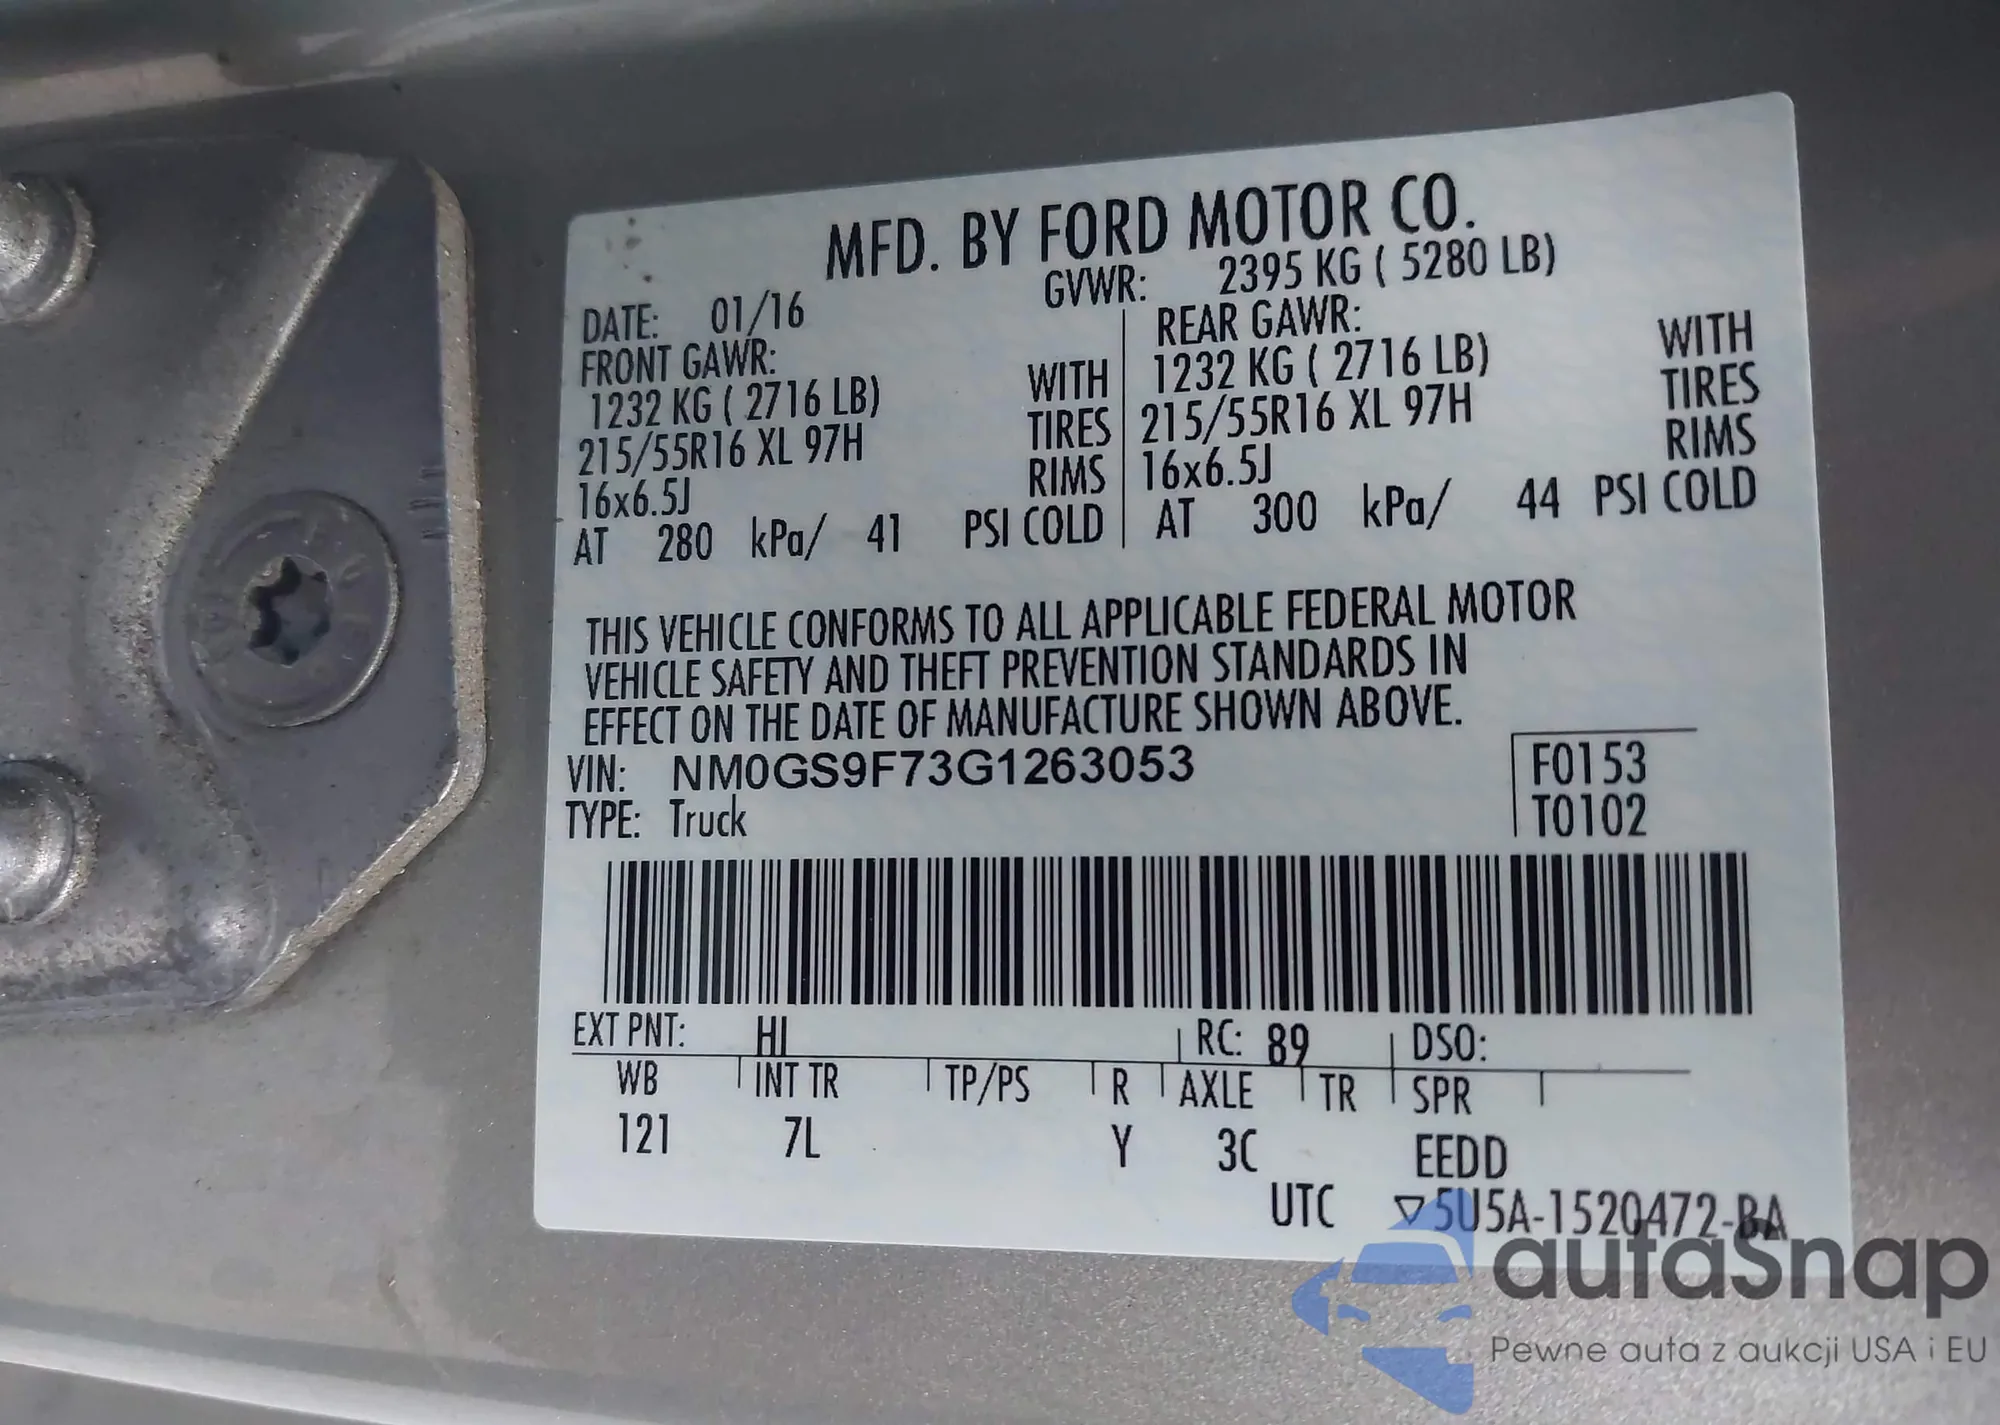 MFD. BY FORD MOTOR CO.
DATE: 01/16 GVWR: 2395 KG ( 5280 LB)
FRONT GAWR: REAR GAWR:
1232 KG ( 2716 LB) WITH 1232 KG ( 2716 LB) WITH
215/55R16 XL 97H TIRES 215/55R16 XL 97H TIRES
16x6.5J RIMS 16x6.5J RIMS
AT 280 kPa/ 41 PSI COLD AT 300 kPa/ 44 PSI COLD
THIS VEHICLE CONFORMS TO ALL APPLICABLE FEDERAL MOTOR
VEHICLE SAFETY AND THEFT PREVENTION STANDARDS IN
EFFECT ON THE DATE OF MANUFACTURE SHOWN ABOVE.
VIN: NM0GS9F73G1263053 F0153
TYPE: Truck T0102
EXT PNT: HI RC: 89 DSO:
WB INT TR TP/PS R AXLE TR SPR
121 7L Y 3C EEDD
UTC ▽5U5A-1520472-BA
autaSnap
Pewne auta z aukcji USA i EU